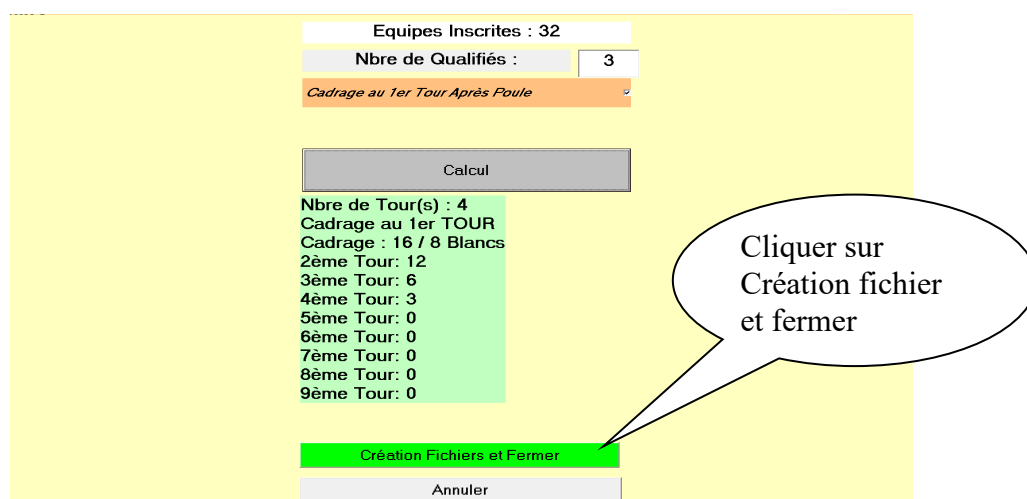 Equipes Inscrites : 32
Nbre de Qualifiés : 3
Cadrage au 1er Tour Après Poule
Calcul
Nbre de Tour(s) : 4
Cadrage au 1er TOUR
Cadrage : 16 / 8 Blancs
2ème Tour: 12
3ème Tour: 6
4ème Tour: 3
5ème Tour: 0
6ème Tour: 0
7ème Tour: 0
8ème Tour: 0
9ème Tour: 0
Cliquer sur
Création fichier
et fermer
Création Fichiers et Fermer
Annuler